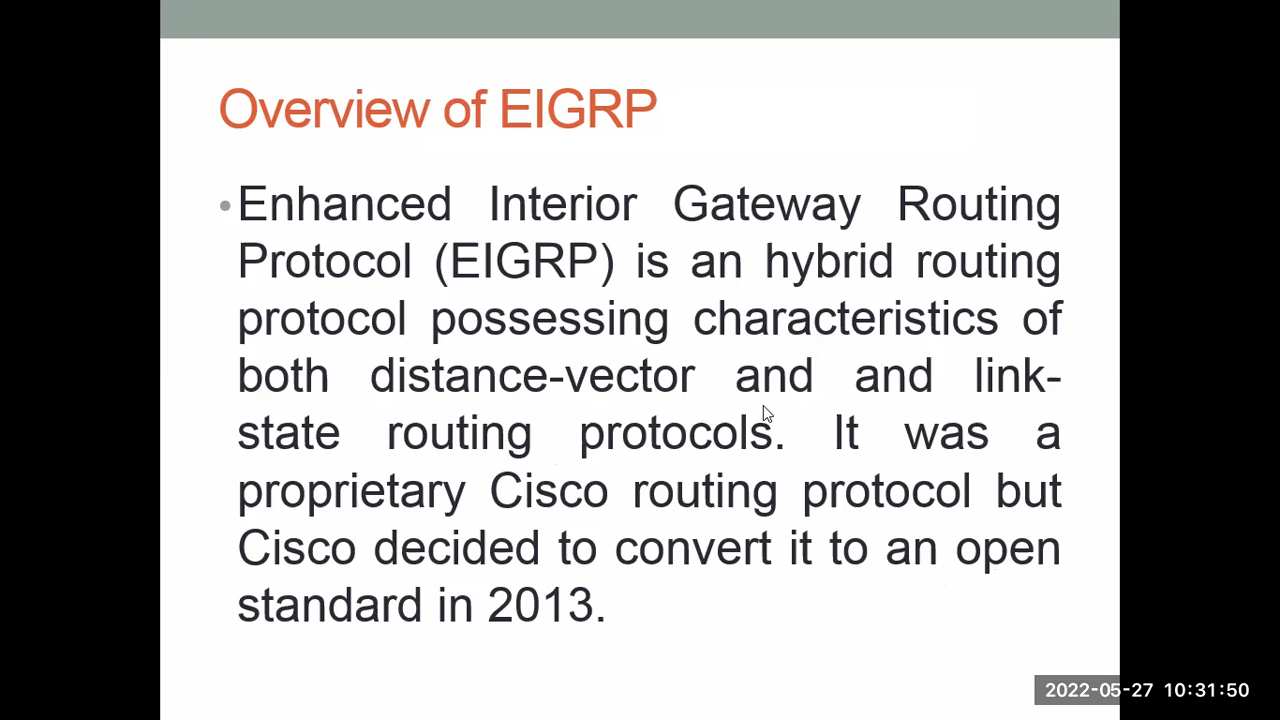 Overview of EIGRP
•Enhanced Interior Gateway Routing
Protocol (EIGRP) is an hybrid routing
protocol possessing characteristics of
both distance-vector and and link-
state routing protocols. It was a
proprietary Cisco routing protocol but
Cisco decided to convert it to an open
standard in 2013.
2022-05-27 10:31:50